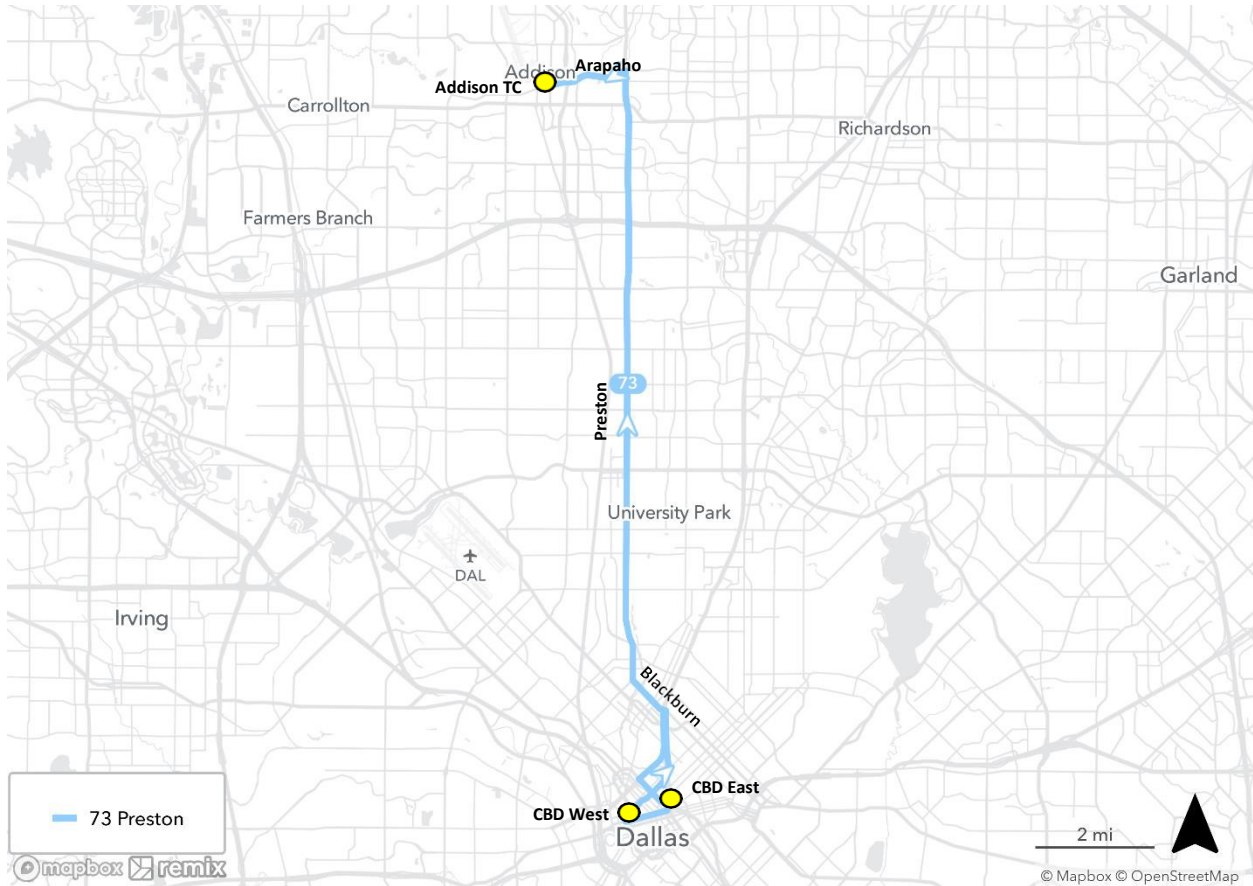 Addison
Arapaho
Addison TC
Carrollton
Richardson
Farmers Branch
Garland
73
Preston
University Park
DAL
Irving
Blackburn
CBD East
CBD West
73 Preston
Dallas
2 mi
mapbox remix
© Mapbox © OpenStreetMap